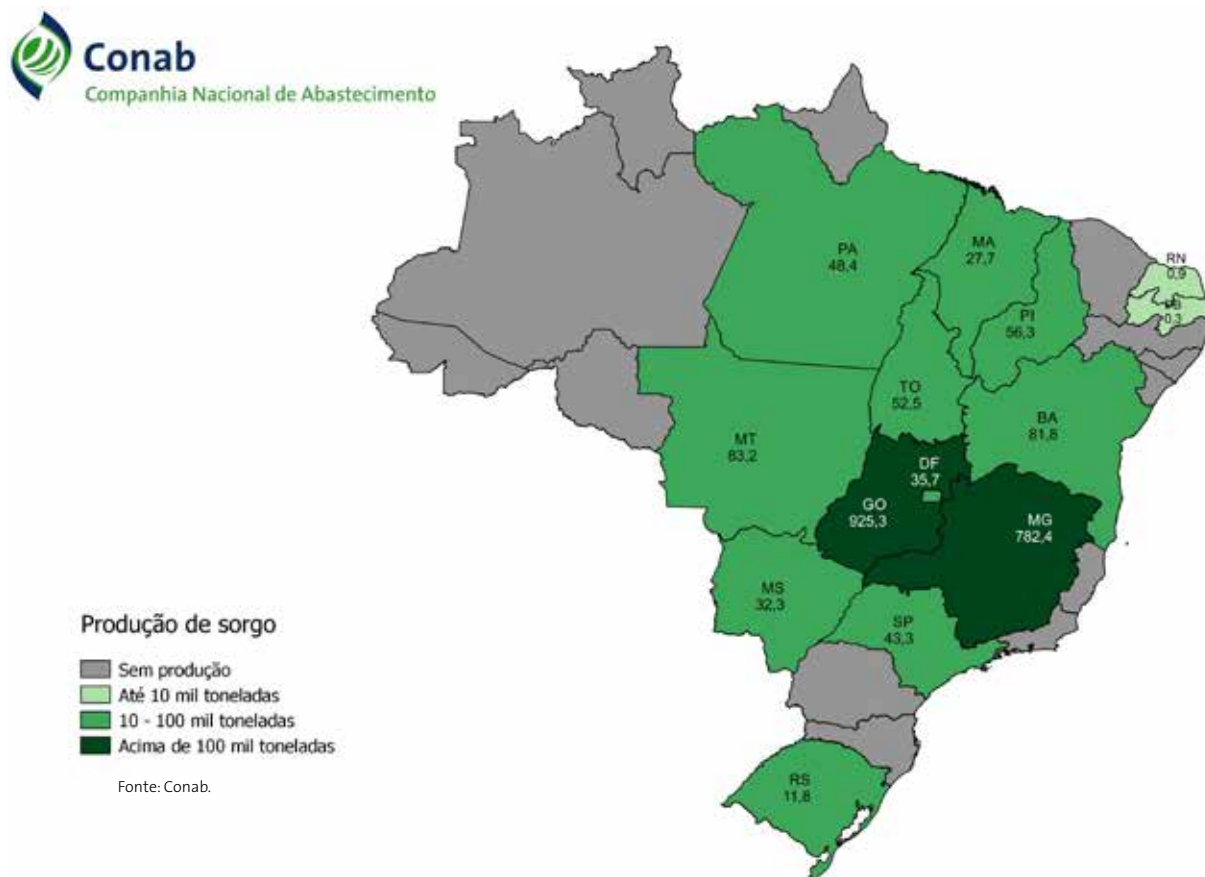 Conab
Companhia Nacional de Abastecimento
PA
48,4
MA
27,7
RN
0,9
PB
0,3
PI
56,3
TO
52,5
BA
81,8
MT
83,2
DF
35,7
GO
925,3
MG
782,4
MS
32,3
SP
43,3
RS
11,8
Produção de sorgo
Sem produção
Até 10 mil toneladas
10 - 100 mil toneladas
Acima de 100 mil toneladas
Fonte: Conab.